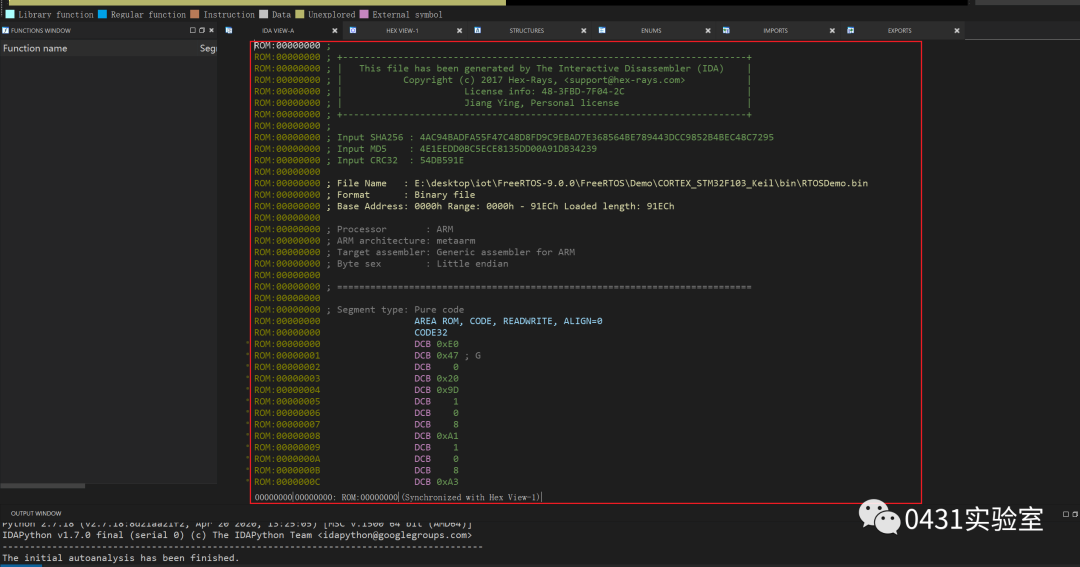 Library function Regular function Instruction Data Unexplored External symbol
FUNCTIONS WINDOW
IDA VIEW-A
HEX VIEW-1
STRUCTURES
ENUMS
IMPORTS
EXPORTS
Function name
Seg
ROM:00000000 ;
ROM:00000000 ; +-------------------------------------------------------------------------+
ROM:00000000 ; | This file has been generated by The Interactive Disassembler (IDA) |
ROM:00000000 ; | Copyright (c) 2017 Hex-Rays, <support@hex-rays.com> |
ROM:00000000 ; | License info: 48-3FBD-7F04-2C |
ROM:00000000 ; | Jiang Ying, Personal license |
ROM:00000000 ; +-------------------------------------------------------------------------+
ROM:00000000 ;
ROM:00000000 ; Input SHA256 : 4AC94BADFA55F47C48D8FD9C9EBAD7E368564BE789443DCC9852B4BEC48C7295
ROM:00000000 ; Input MD5 : 4E1EEDD0BC5ECE8135DD00A91DB34239
ROM:00000000 ; Input CRC32 : 54DB591E
ROM:00000000
ROM:00000000 ; File Name : E:\desktop\iot\FreeRTOS-9.0.0\FreeRTOS\Demo\CORTEX_STM32F103_Keil\bin\RTOSDemo.bin
ROM:00000000 ; Format : Binary file
ROM:00000000 ; Base Address: 0000h Range: 0000h - 91ECh Loaded length: 91ECh
ROM:00000000
ROM:00000000 ; Processor : ARM
ROM:00000000 ; ARM architecture: metaarm
ROM:00000000 ; Target assembler: Generic assembler for ARM
ROM:00000000 ; Byte sex : Little endian
ROM:00000000
ROM:00000000 ; ===========================================================================
ROM:00000000
ROM:00000000 ; Segment type: Pure code
ROM:00000000 AREA ROM, CODE, READWRITE, ALIGN=0
ROM:00000000 CODE32
ROM:00000000 DCB 0xE0
ROM:00000001 DCB 0x47 ; G
ROM:00000002 DCB 0
ROM:00000003 DCB 0x20
ROM:00000004 DCB 0x9D
ROM:00000005 DCB 1
ROM:00000006 DCB 0
ROM:00000007 DCB 8
ROM:00000008 DCB 0xA1
ROM:00000009 DCB 1
ROM:0000000A DCB 0
ROM:0000000B DCB 8
ROM:0000000C DCB 0xA3
00000000 00000000: ROM:00000000 (Synchronized with Hex View-1)
OUTPUT WINDOW
Python 2.7.18 (v2.7.18:8d21aa21f2, Apr 20 2020, 13:25:05) [MSC v.1500 64 bit (AMD64)]
IDAPython v1.7.0 final (serial 0) (c) The IDAPython Team <idapython@googlegroups.com>
---------------------------------------------------------------------------------------
The initial autoanalysis has been finished.
0431实验室